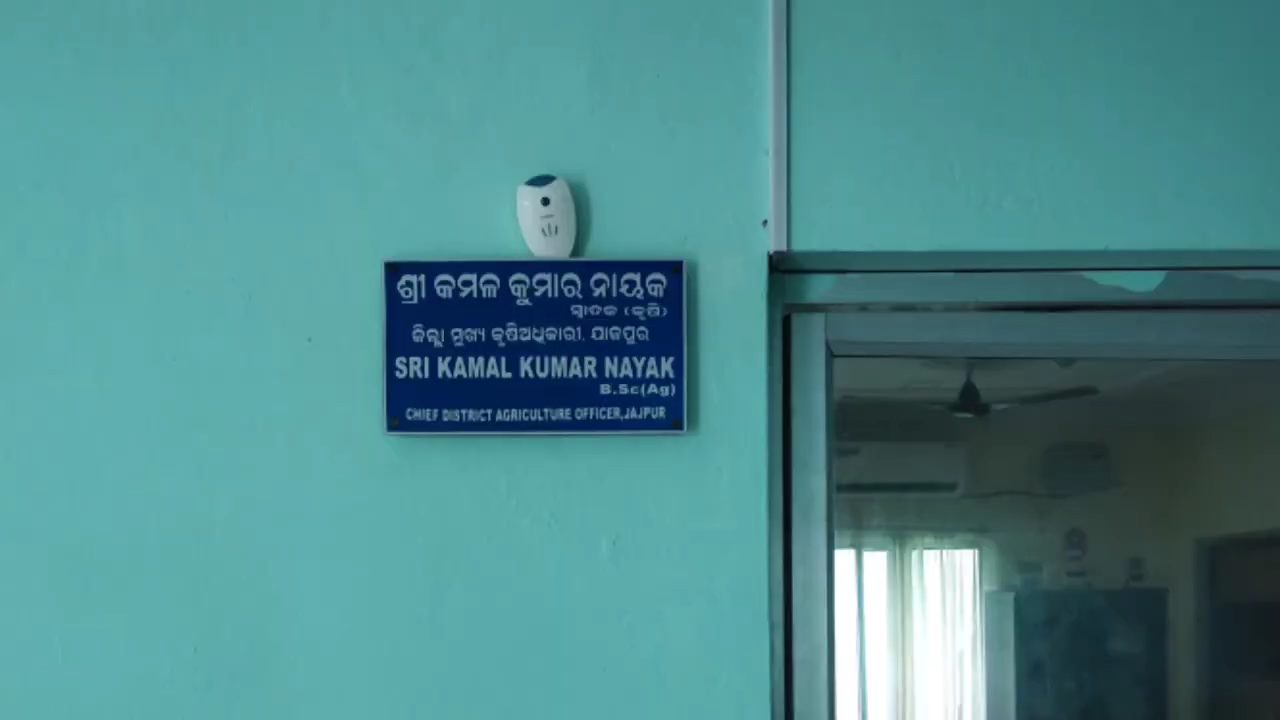 ଶ୍ରୀ କମଳ କୁମାର ନାୟକ
ସ୍ନାତକ (କୃଷି)
ଜିଲ୍ଲା ମୁଖ୍ୟ କୃଷିଅଧିକାରୀ, ଯାଜପୁର
SRI KAMAL KUMAR NAYAK
B.Sc(Ag)
CHIEF DISTRICT AGRICULTURE OFFICER,JAJPUR